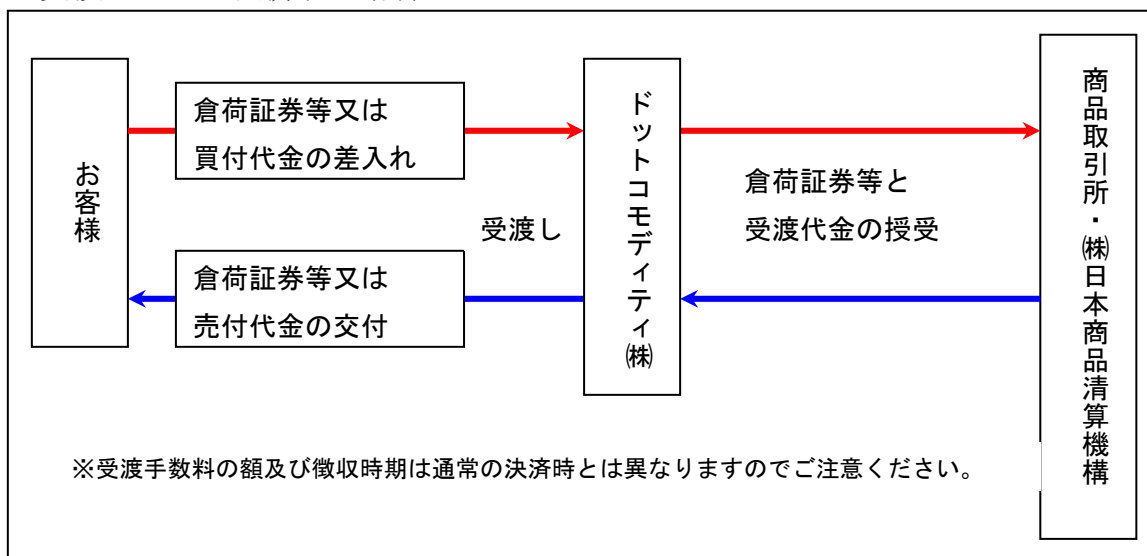 お客様
倉荷証券等又は
買付代金の差入れ
受渡し
倉荷証券等又は
売付代金の交付
ドットコモディティ㈱
倉荷証券等と
受渡代金の授受
商品取引所・㈱日本商品清算機構
※受渡手数料の額及び徴収時期は通常の決済時とは異なりますのでご注意ください。